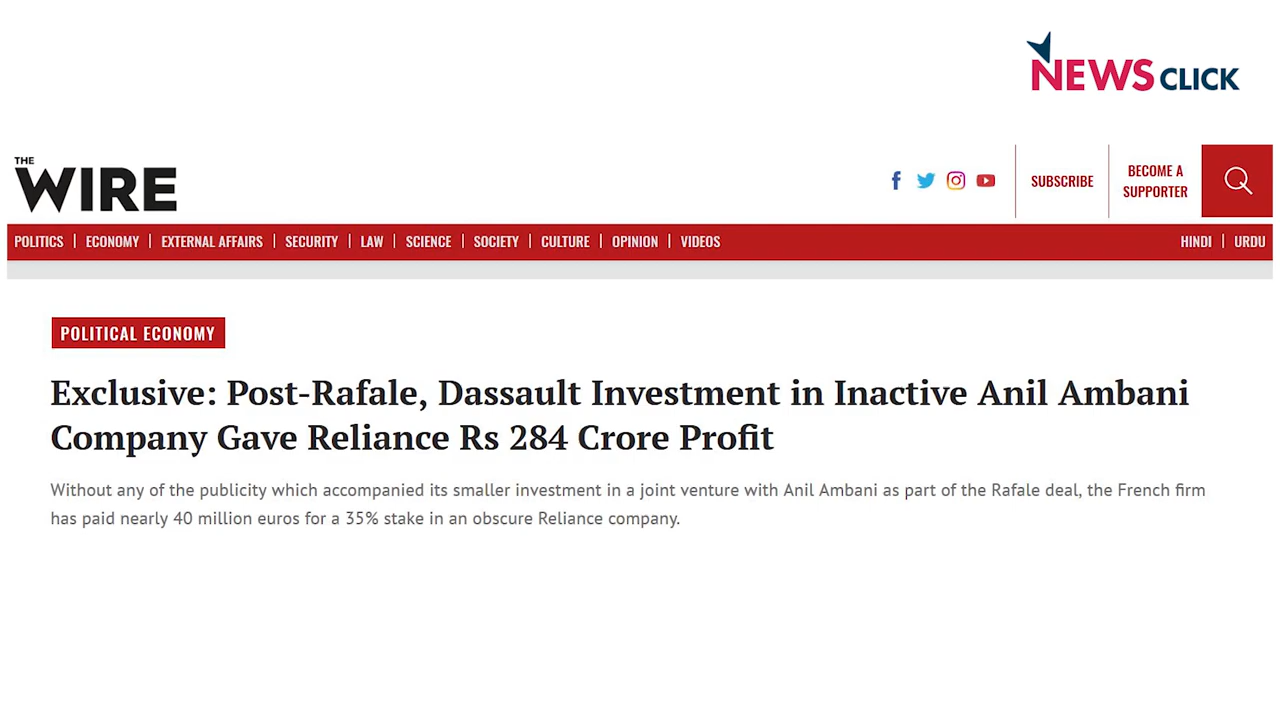 NEWSCLICK
THE
WIRE
SUBSCRIBE
BECOME A
SUPPORTER
POLITICS | ECONOMY | EXTERNAL AFFAIRS | SECURITY | LAW | SCIENCE | SOCIETY | CULTURE | OPINION | VIDEOS
HINDI | URDU
POLITICAL ECONOMY
Exclusive: Post-Rafale, Dassault Investment in Inactive Anil Ambani
Company Gave Reliance Rs 284 Crore Profit
Without any of the publicity which accompanied its smaller investment in a joint venture with Anil Ambani as part of the Rafale deal, the French firm
has paid nearly 40 million euros for a 35% stake in an obscure Reliance company.